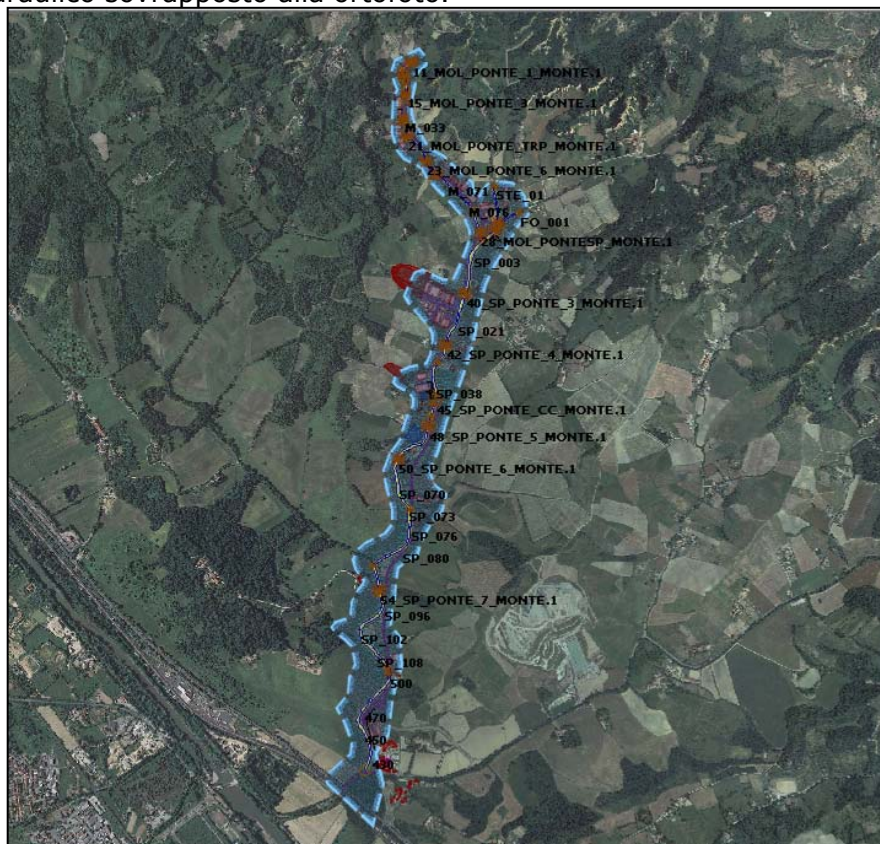 raulico sovrapposto alla ortofoto.
11_MOL_PONTE_1_MONTE.1
15_MOL_PONTE_3_MONTE.1
M_033
21_MOL_PONTE_TRP_MONTE.1
23_MOL_PONTE_6_MONTE.1
M_071
STE_01
M_076
FO_001
28_MOL_PONTESP_MONTE.1
SP_003
40_SP_PONTE_3_MONTE.1
SP_021
42_SP_PONTE_4_MONTE.1
SP_038
45_SP_PONTE_CC_MONTE.1
48_SP_PONTE_5_MONTE.1
50_SP_PONTE_6_MONTE.1
SP_070
SP_073
SP_076
SP_080
54_SP_PONTE_7_MONTE.1
SP_096
SP_102
SP_108
500
470